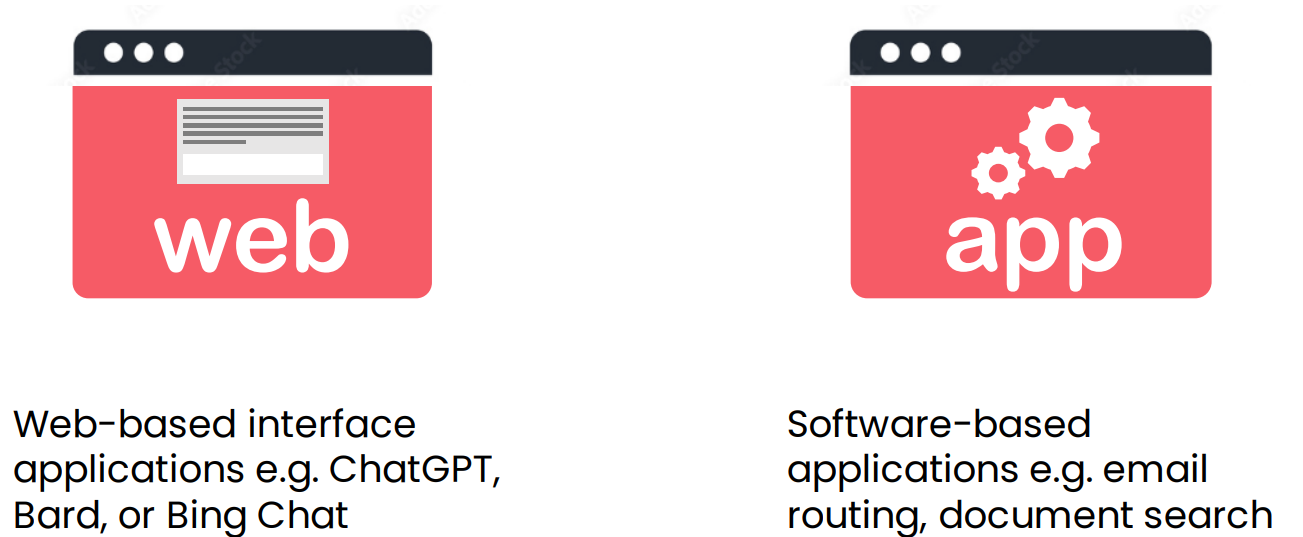 web
app
Web-based interface
applications e.g. ChatGPT,
Bard, or Bing Chat
Software-based
applications e.g. email
routing, document search